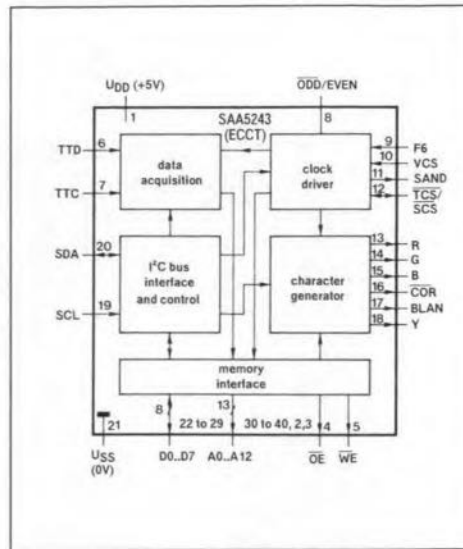 UDD (+5V)
ODD/EVEN
1
SAA5243
(ECCT)
8
TTD
6
data
acquisition
clock
driver
9
F6
10
VCS
TTC
7
11
SAND
12
TCS/
SCS
SDA
20
I²C bus
interface
and control
character
generator
13
R
14
G
15
B
16
COR
SCL
19
17
BLAN
18
Y
memory
interface
8
13
21
22 to 29
30 to 40, 2,3
4
5
USS
(0V)
D0..D7
A0..A12
OE
WE